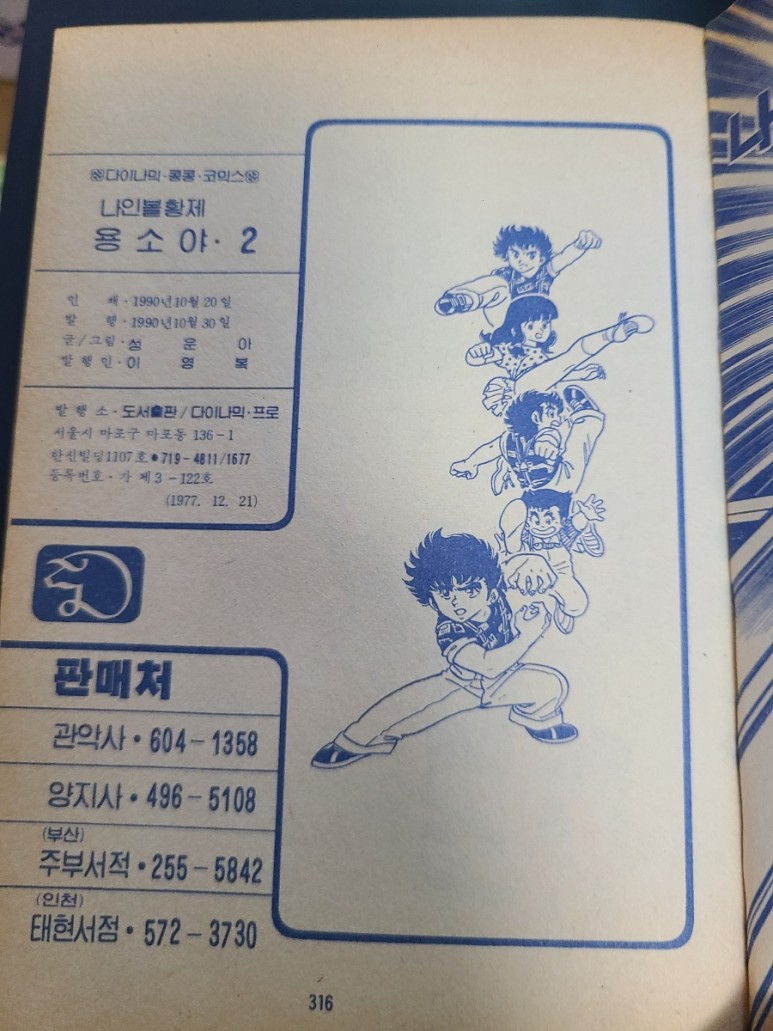 ※다이나믹·콩콩·코믹스※
나인볼황제
용소야·2
인 쇄·1990년10월20일
발 행·1990년10월30일
글/그림·성 운 아
발행인·이 영 복
발행소·도서출판/다이나믹·프로
서울시 마포구 마포동 136-1
한신빌딩1107호●719-4811/1677
등록번호·가 제3-122호
(1977. 12. 21)
판매처
관악사·604-1358
양지사·496-5108
(부산)
주부서적·255-5842
(인천)
태현서점·572-3730
316
나